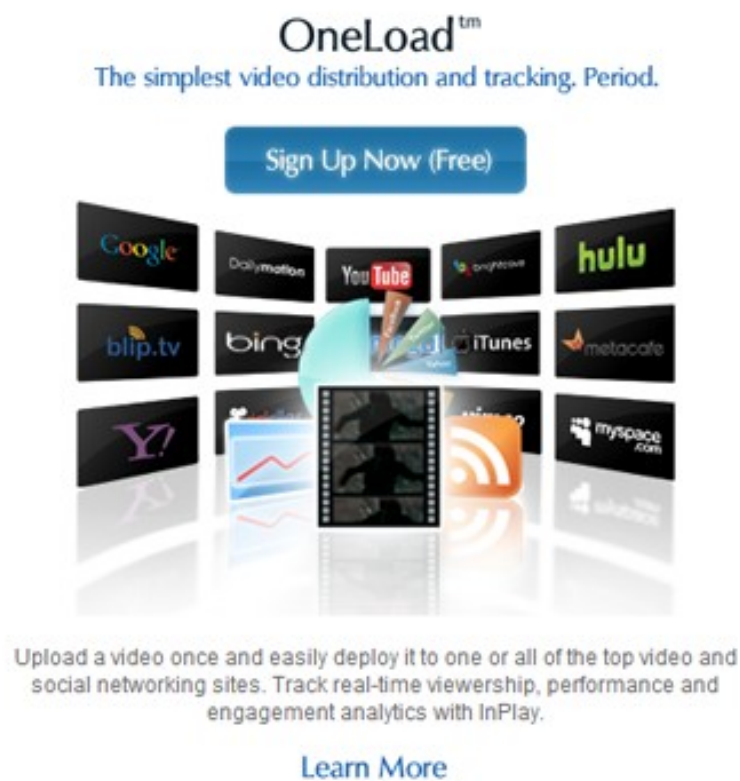 OneLoad™
The simplest video distribution and tracking. Period.
Sign Up Now (Free)
Google
Dailymotion
You Tube
brightcove
hulu
blip.tv
bing
iTunes
metacafe
Y!
myspace
.com
Upload a video once and easily deploy it to one or all of the top video and
social networking sites. Track real-time viewership, performance and
engagement analytics with InPlay.
Learn More